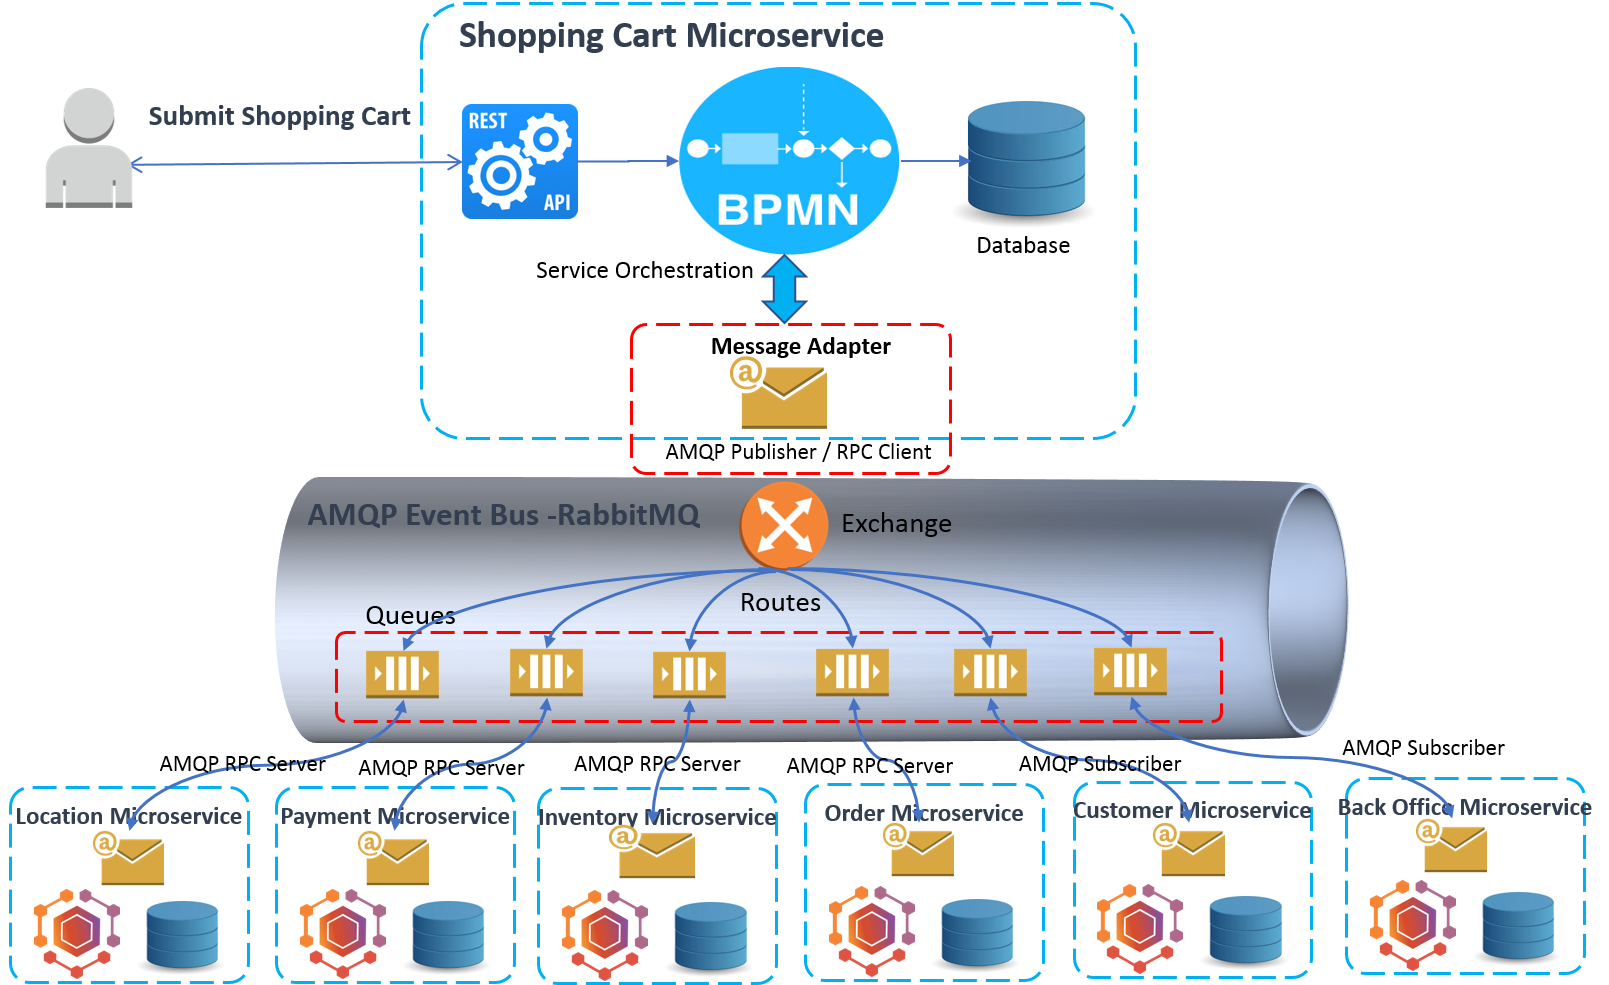 Shopping Cart Microservice
Submit Shopping Cart
REST
API
BPMN
Database
Service Orchestration
Message Adapter
@
AMQP Publisher / RPC Client
AMQP Event Bus -RabbitMQ
Exchange
Queues
Routes
AMQP RPC Server
AMQP RPC Server
AMQP RPC Server
AMQP RPC Server
AMQP Subscriber
AMQP Subscriber
Location Microservice
Payment Microservice
Inventory Microservice
Order Microservice
Customer Microservice
Back Office Microservice
@
@
@
@
@
@